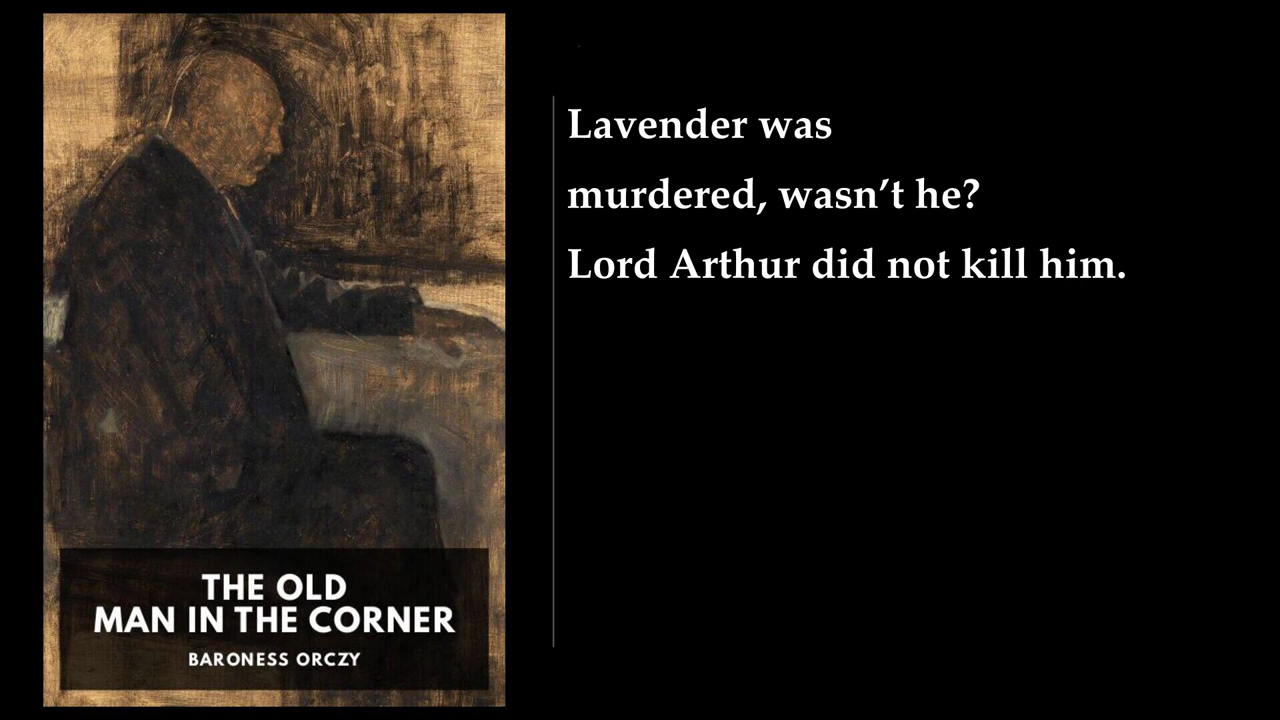 THE OLD
MAN IN THE CORNER
BARONESS ORCZY
Lavender was
murdered, wasn’t he?
Lord Arthur did not kill him.